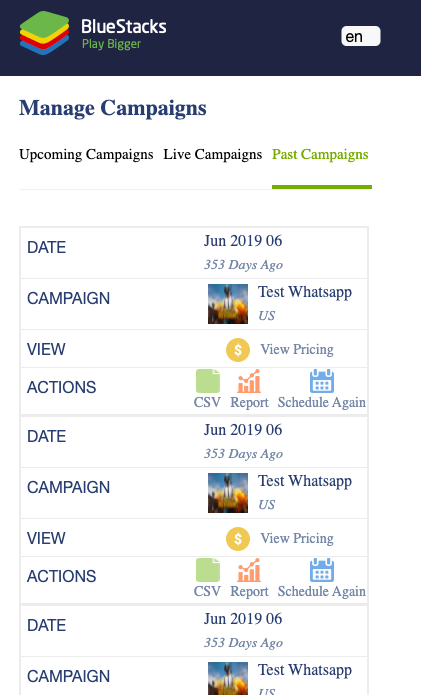 BlueStacks
Play Bigger
en
Manage Campaigns
Upcoming Campaigns Live Campaigns Past Campaigns
DATE
Jun 2019 06
353 Days Ago
CAMPAIGN
Test Whatsapp
US
VIEW
$ View Pricing
ACTIONS
CSV Report Schedule Again
DATE
Jun 2019 06
353 Days Ago
CAMPAIGN
Test Whatsapp
US
VIEW
$ View Pricing
ACTIONS
CSV Report Schedule Again
DATE
Jun 2019 06
353 Days Ago
CAMPAIGN
Test Whatsapp
US